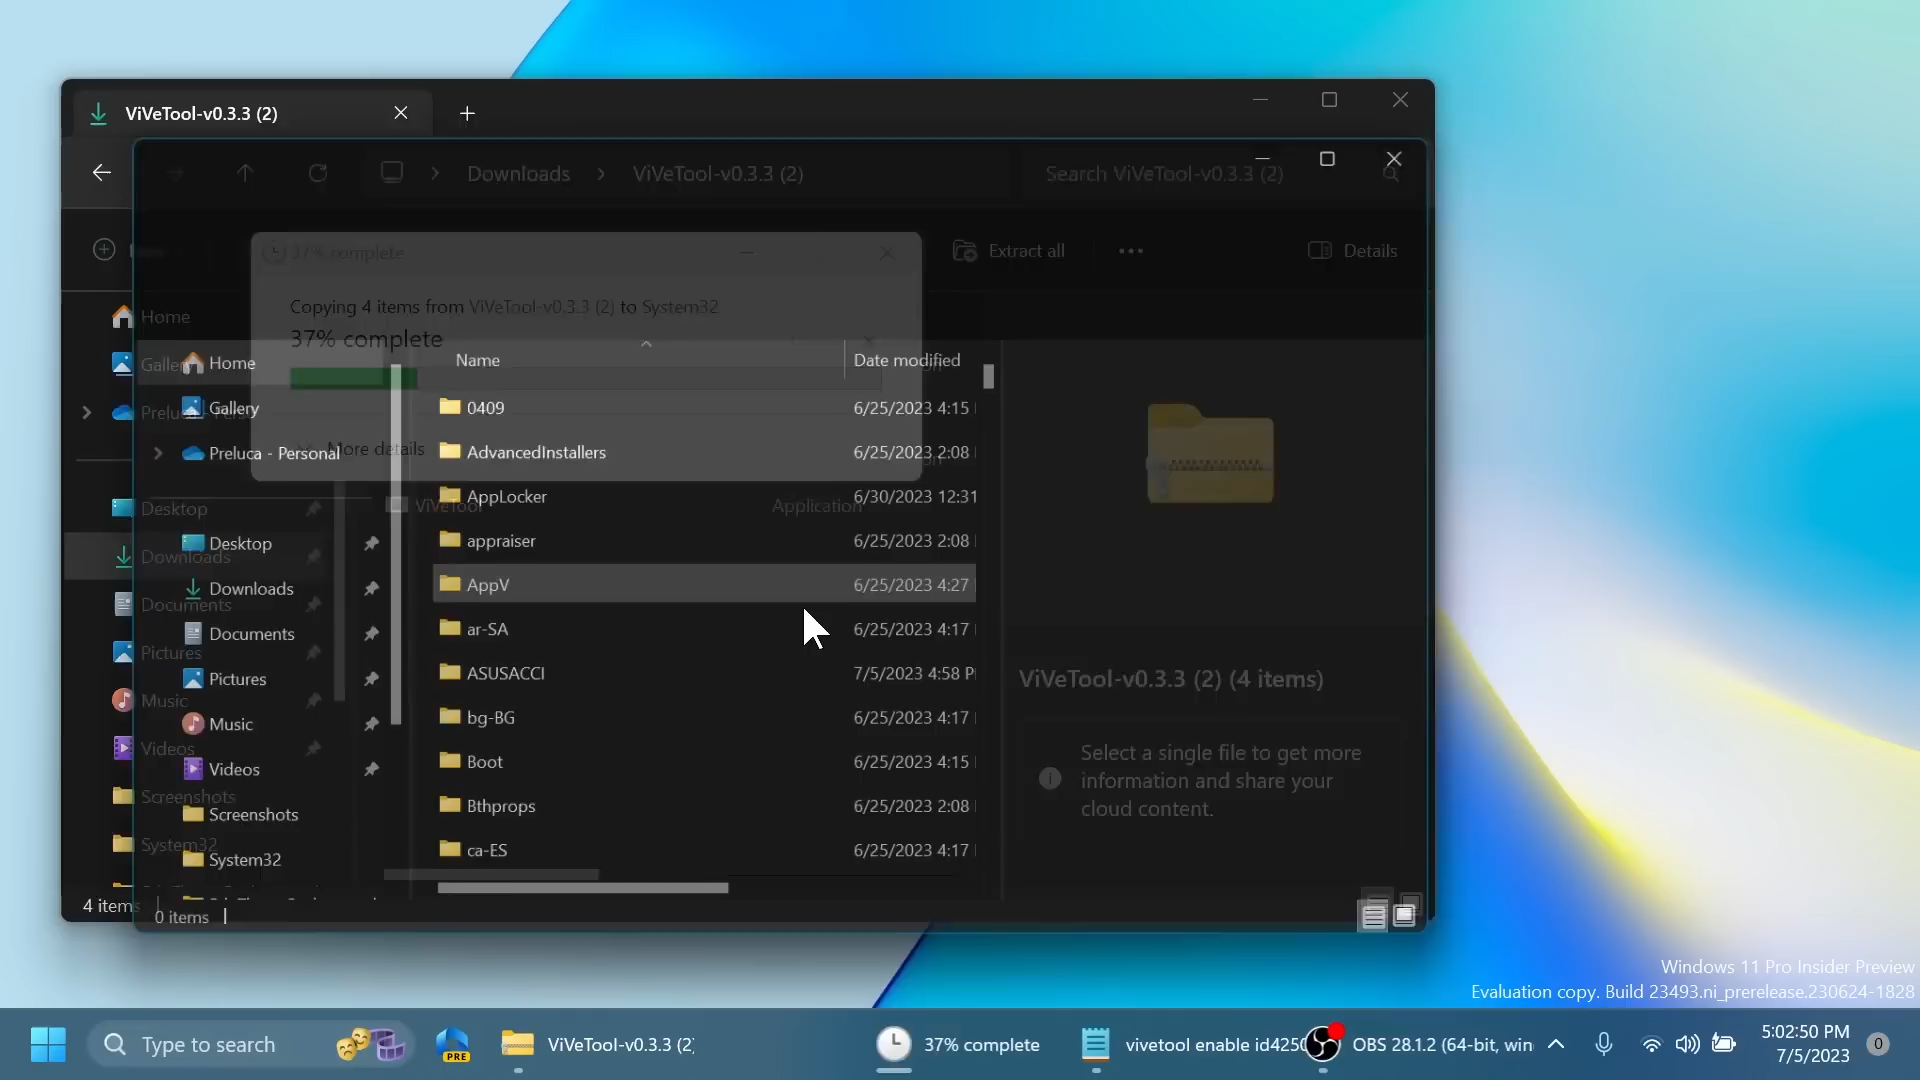 ViVeTool-v0.3.3 (2)
Downloads
ViVeTool-v0.3.3 (2)
Search ViVeTool-v0.3.3 (2)
Extract all
Details
37% complete
Copying 4 items from ViVeTool-v0.3.3 (2) to System32
37% complete
More details
Home
Gallery
Desktop
Downloads
Documents
Pictures
Music
Videos
Screenshots
System32
Home
Gallery
Preluca - Personal
Desktop
Downloads
Documents
Pictures
Music
Videos
Screenshots
System32
Name
Date modified
0409
6/25/2023 4:15
AdvancedInstallers
6/25/2023 2:08
AppLocker
6/30/2023 12:31
ViVeTool
Application
appraiser
6/25/2023 2:08
AppV
6/25/2023 4:27
ar-SA
6/25/2023 4:17
ASUSACCI
7/5/2023 4:58 P
bg-BG
6/25/2023 4:17
Boot
6/25/2023 4:15
Bthprops
6/25/2023 2:08
ca-ES
6/25/2023 4:17
ViVeTool-v0.3.3 (2) (4 items)
Select a single file to get more
information and share your
cloud content.
4 items
0 items
Windows 11 Pro Insider Preview
Evaluation copy. Build 23493.ni_prerelease.230624-1828
Type to search
PRE
ViVeTool-v0.3.3 (2)
37% complete
vivetool enable id425
OBS 28.1.2 (64-bit, win
5:02:50 PM
7/5/2023
0